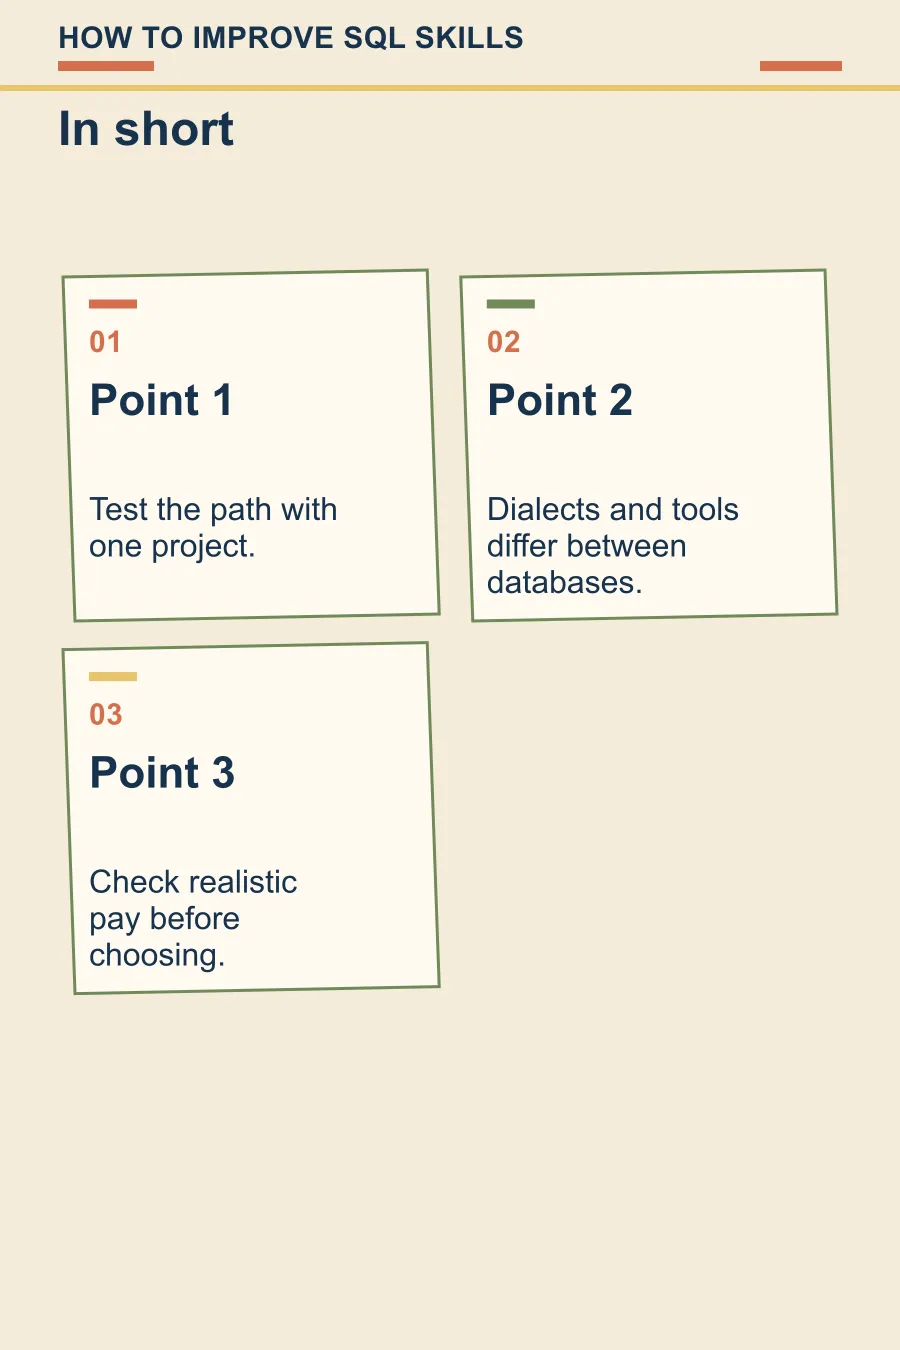 HOW TO IMPROVE SQL SKILLS
In short
01
Point 1
Test the path with
one project.
02
Point 2
Dialects and tools
differ between
databases.
03
Point 3
Check realistic
pay before
choosing.